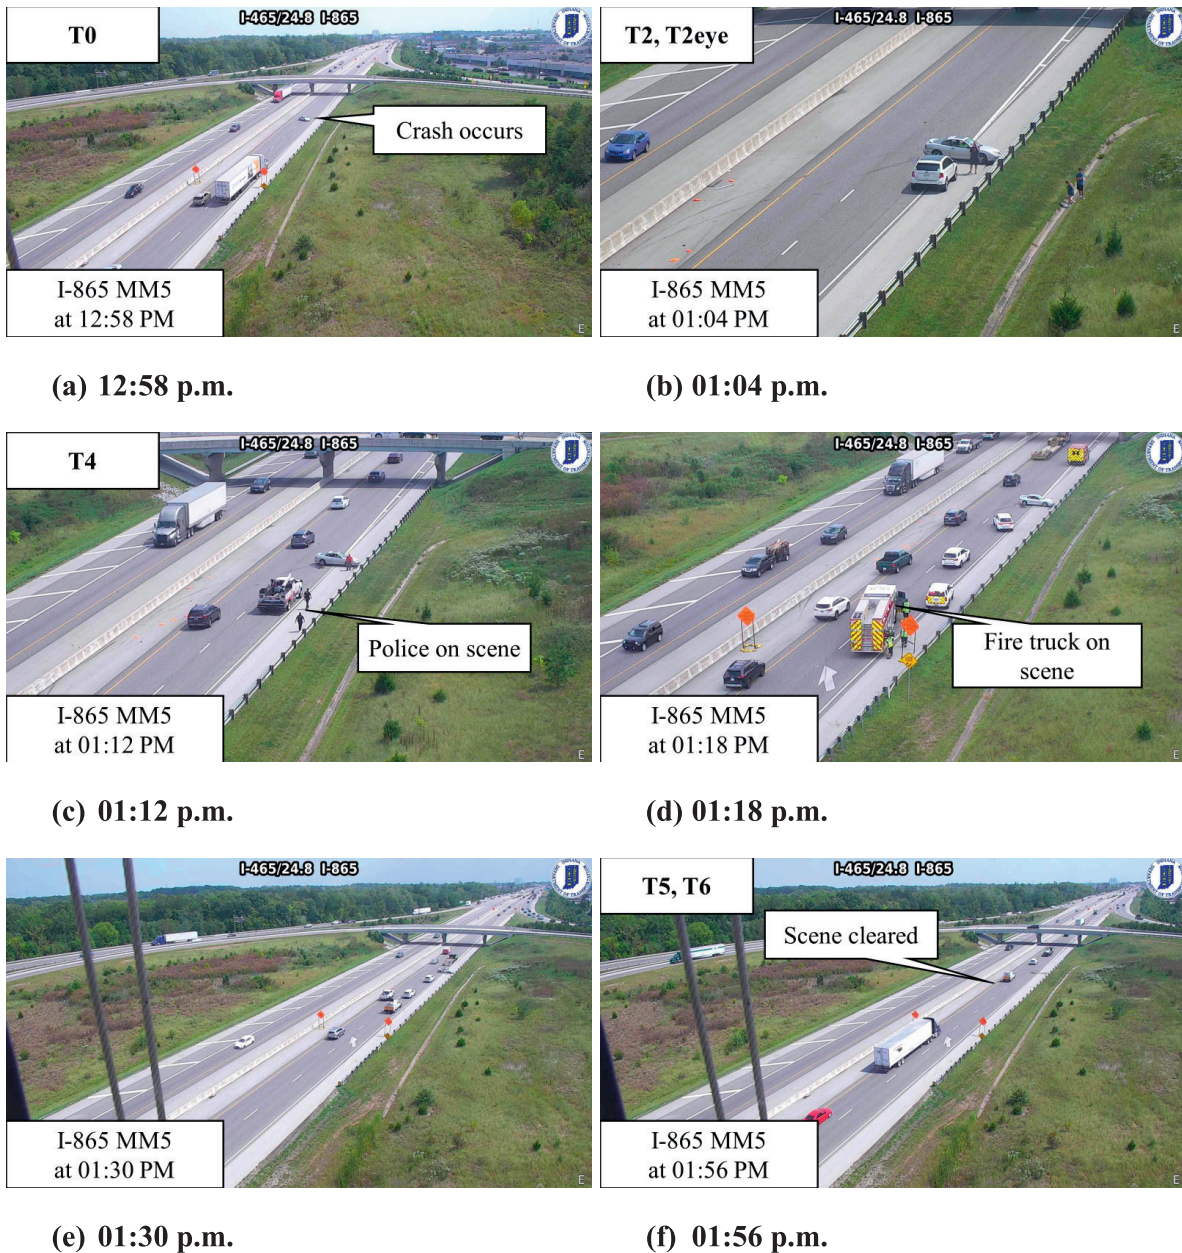 T0
I-465/24.8 I-865
Crash occurs
I-865 MM5
at 12:58 PM
E
(a) 12:58 p.m.
T2, T2eye
I-465/24.8 I-865
I-865 MM5
at 01:04 PM
E
(b) 01:04 p.m.
T4
I-465/24.8 I-865
Police on scene
I-865 MM5
at 01:12 PM
E
(c) 01:12 p.m.
I-465/24.8 I-865
Fire truck on
scene
I-865 MM5
at 01:18 PM
E
(d) 01:18 p.m.
I-465/24.8 I-865
I-865 MM5
at 01:30 PM
E
(e) 01:30 p.m.
T5, T6
I-465/24.8 I-865
Scene cleared
I-865 MM5
at 01:56 PM
E
(f) 01:56 p.m.